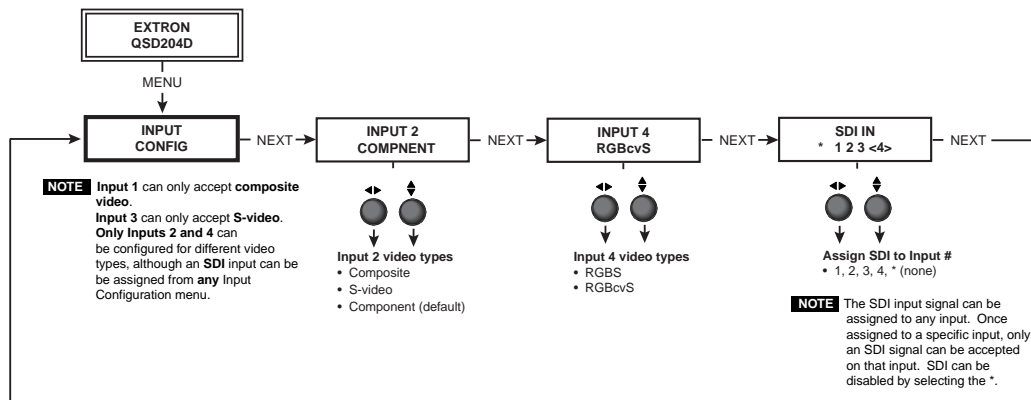 EXTRON
QSD204D
MENU
INPUT
CONFIG
NEXT
INPUT 2
COMPNENT
NEXT
INPUT 4
RGBcvS
NEXT
SDI IN
* 1 2 3 <4>
NEXT
NOTE Input 1 can only accept composite
video.
Input 3 can only accept S-video.
Only Inputs 2 and 4 can
be configured for different video
types, although an SDI input can be
be assigned from any Input
Configuration menu.
Input 2 video types
• Composite
• S-video
• Component (default)
Input 4 video types
• RGBS
• RGBcvS
Assign SDI to Input #
• 1, 2, 3, 4, * (none)
NOTE The SDI input signal can be
assigned to any input. Once
assigned to a specific input, only
an SDI signal can be accepted
on that input. SDI can be
disabled by selecting the *.